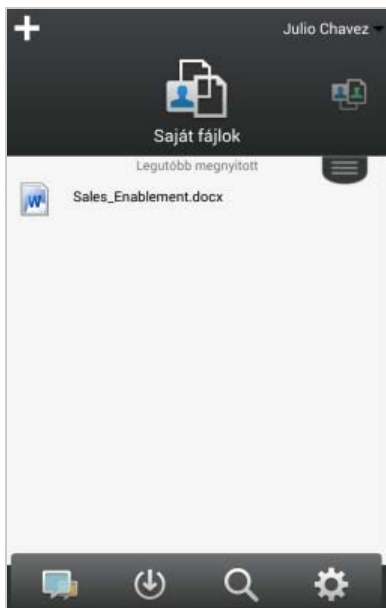 Julio Chavez
Saját fájlok
Legutóbb megnyitott
W
Sales_Enablement.docx